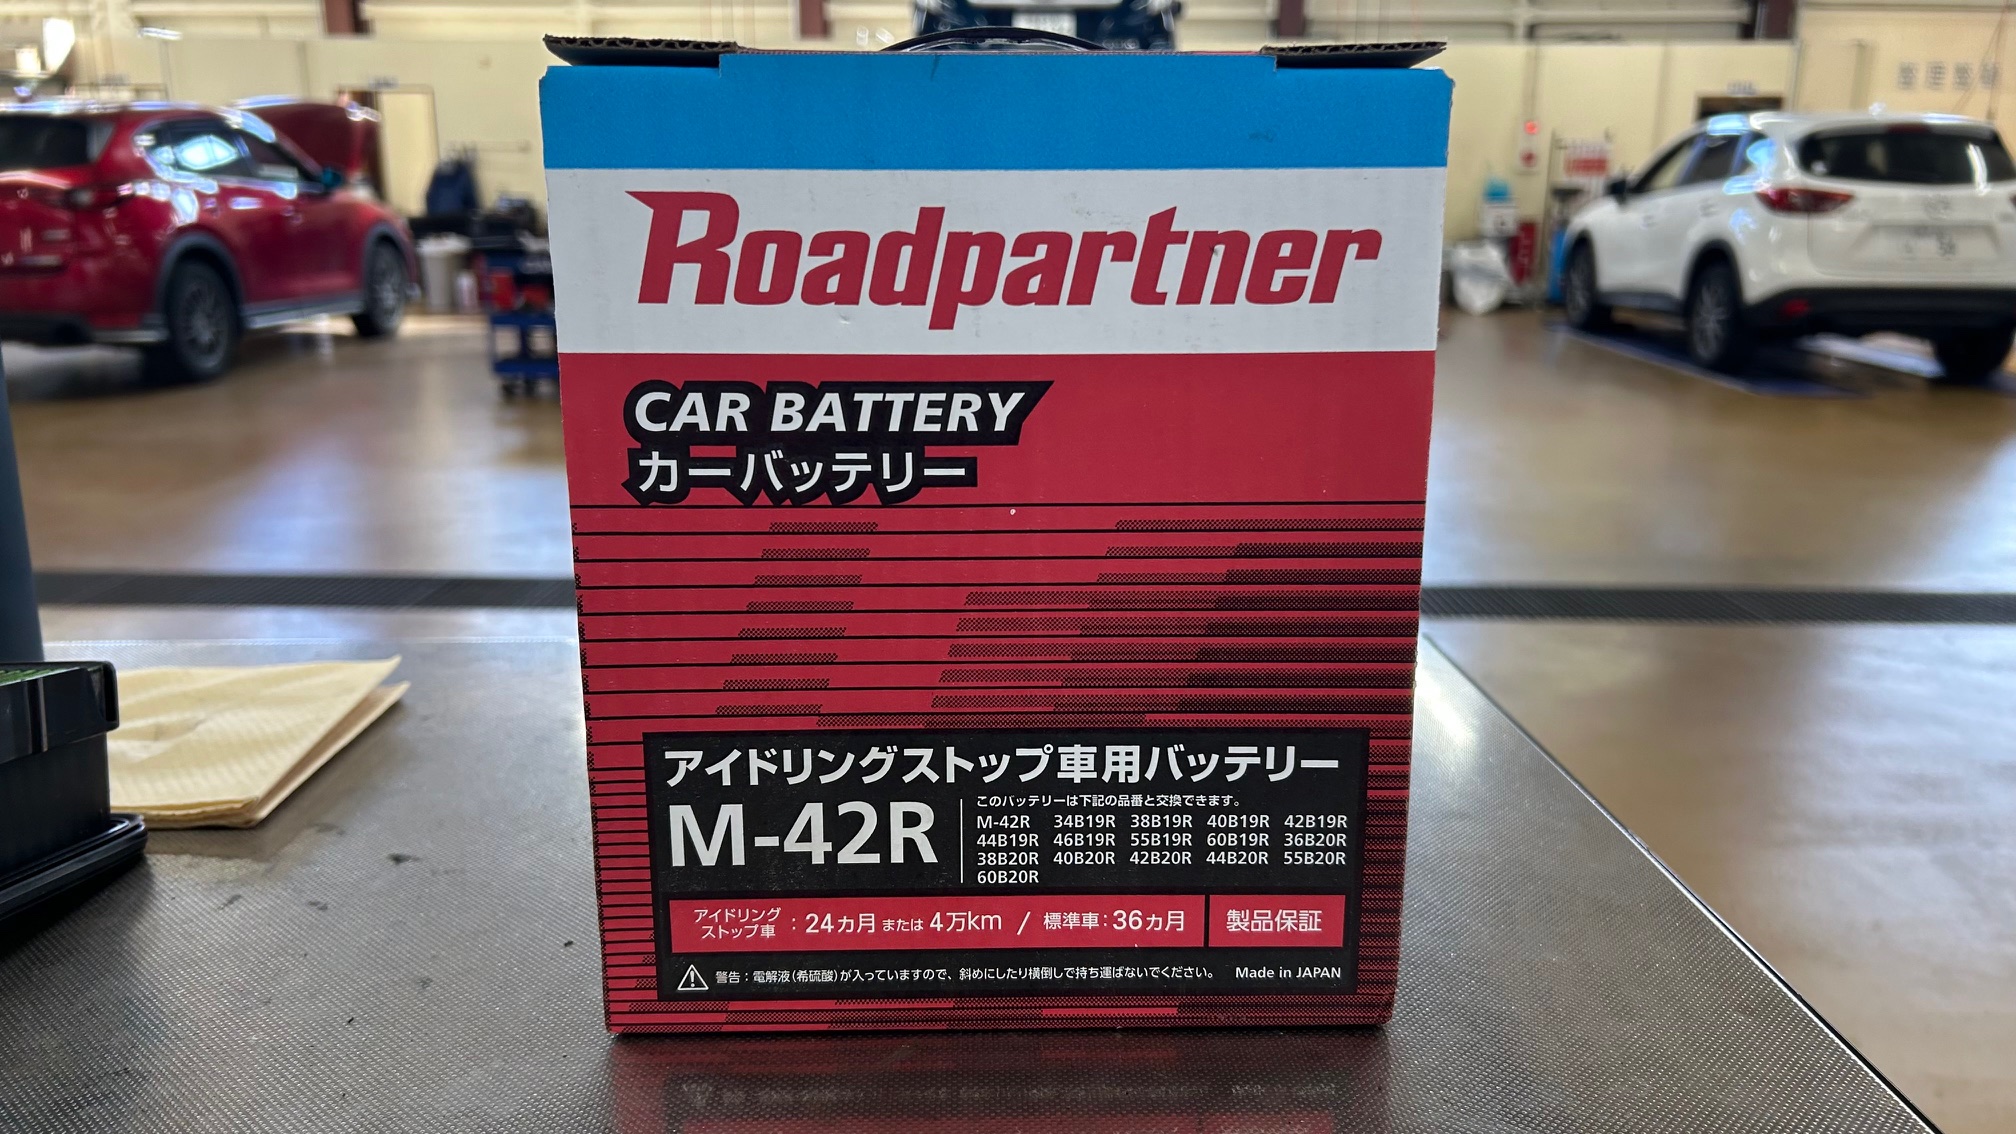 Roadpartner
CAR BATTERY
カーバッテリー
アイドリングストップ車用バッテリー
M-42R
このバッテリーは下記の品番と交換できます。
M-42R 34B19R 38B19R 40B19R 42B19R
44B19R 46B19R 55B19R 60B19R 36B20R
38B20R 40B20R 42B20R 44B20R 55B20R
60B20R
アイドリング
ストップ車
：24カ月 または 4万km / 標準車：36カ月
製品保証
警告：電解液（希硫酸）が入っていますので、斜めにしたり横倒しで持ち運ばないでください。 Made in JAPAN